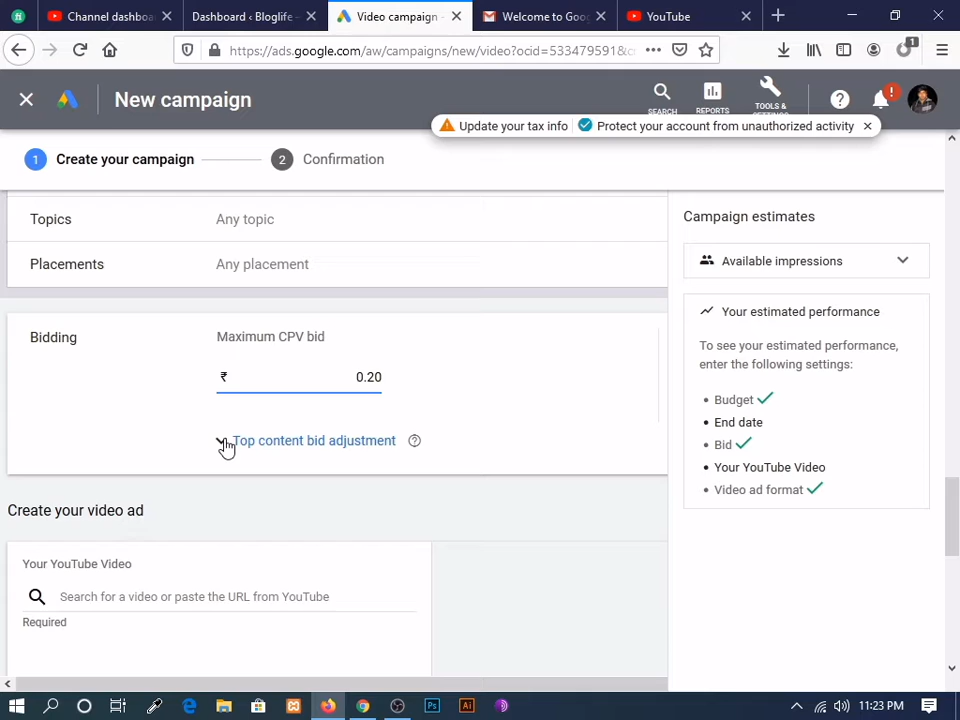 Channel dashboa
Dashboard ‹ Bloglife –
Video campaign -
Welcome to Goo
YouTube
https://ads.google.com/aw/campaigns/new/video?ocid=533479591&c
1
New campaign
SEARCH
REPORTS
TOOLS &
SETTINGS
!
Update your tax info
Protect your account from unauthorized activity
1 Create your campaign
2 Confirmation
Topics Any topic
Placements Any placement
Bidding
Maximum CPV bid
₹ 0.20
Top content bid adjustment
Create your video ad
Your YouTube Video
Search for a video or paste the URL from YouTube
Required
Campaign estimates
Available impressions
Your estimated performance
To see your estimated performance,
enter the following settings:
• Budget
• End date
• Bid
• Your YouTube Video
• Video ad format
Ps
Ai
11:23 PM